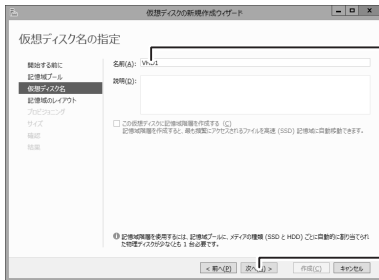 仮想ディスクの新規作成ウィザード
仮想ディスク名の指定
開始する前に
記憶域プール
仮想ディスク名
記憶域のレイアウト
プロビジョニング
サイズ
確認
結果
名前(A):
説明(D):
この仮想ディスクに記憶域階層を作成する (C)
記憶域階層を作成すると、最も頻繁にアクセスされるファイルを高速 (SSD) 記憶域に自動移動できます。
記憶域階層を使用するには、記憶域プールに、メディアの種類 (SSD と HDD) ごとに自動的に割り当てられ
た物理ディスクが少なくとも 1 台必要です。
< 前へ(P)
次へ(N) >
作成(C)
キャンセル